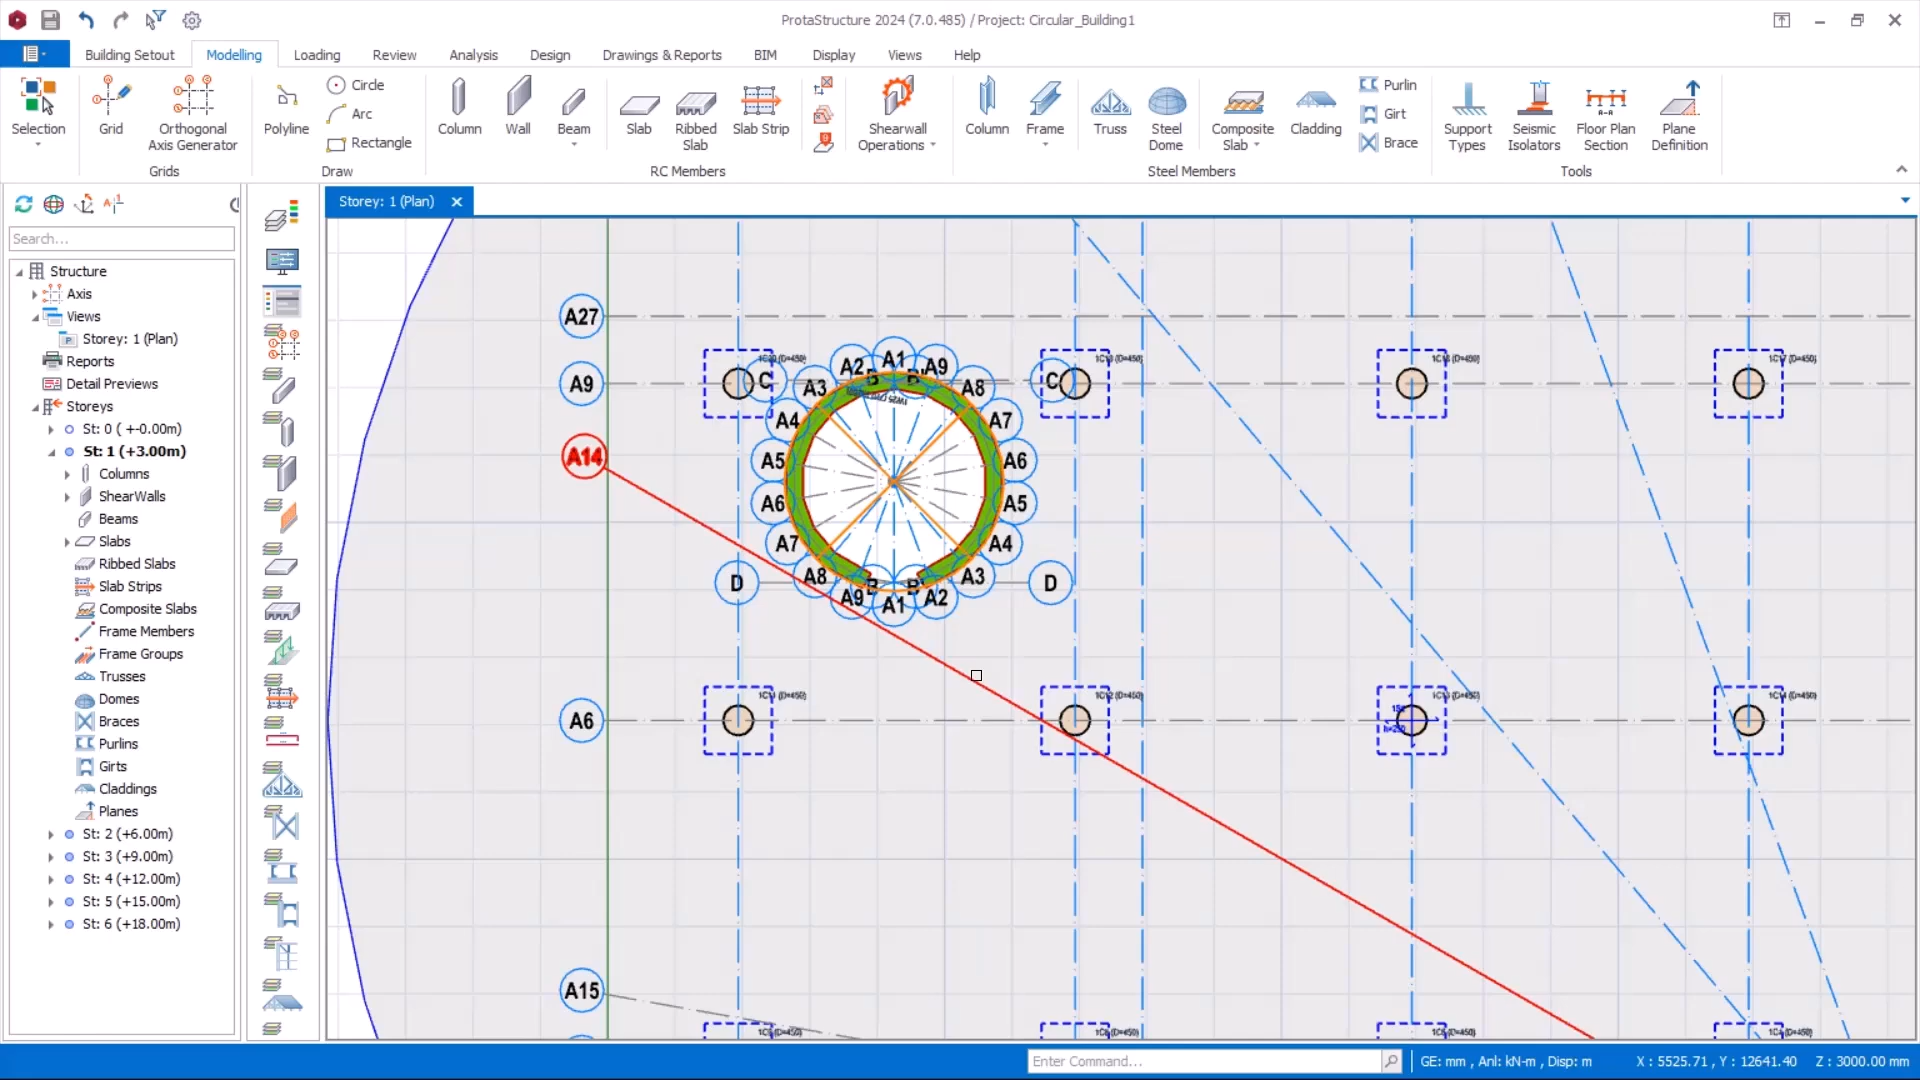 ProtaStructure 2024 (7.0.485) / Project: Circular_Building1
Building Setout
Modelling
Loading
Review
Analysis
Design
Drawings & Reports
BIM
Display
Views
Help
Selection
Grid
Orthogonal
Axis Generator
Grids
Polyline
Circle
Arc
Rectangle
Draw
Column
Wall
Beam
Slab
Ribbed
Slab
Slab Strip
Shearwall
Operations
RC Members
Column
Frame
Truss
Steel
Dome
Composite
Slab
Cladding
Purlin
Girt
Brace
Steel Members
Support
Types
Seismic
Isolators
Floor Plan
Section
Plane
Definition
Tools
Storey: 1 (Plan)
Search...
Structure
Axis
Views
Storey: 1 (Plan)
Reports
Detail Previews
Storeys
St: 0 ( +-0.00m)
St: 1 (+3.00m)
Columns
ShearWalls
Beams
Slabs
Ribbed Slabs
Slab Strips
Composite Slabs
Frame Members
Frame Groups
Trusses
Domes
Braces
Purlins
Girts
Claddings
Planes
St: 2 (+6.00m)
St: 3 (+9.00m)
St: 4 (+12.00m)
St: 5 (+15.00m)
St: 6 (+18.00m)
A27
A9
A14
A6
A15
A1
A2
A9
A3
A8
A4
A7
A5
A6
A6
A5
A7
A4
A8
A3
A9
A2
A1
B
B
B
B
C
C
D
D
Enter Command...
GE: mm , Anl: kN-m , Disp: m
X : 5525.71 , Y : 12641.40
Z : 3000.00 mm